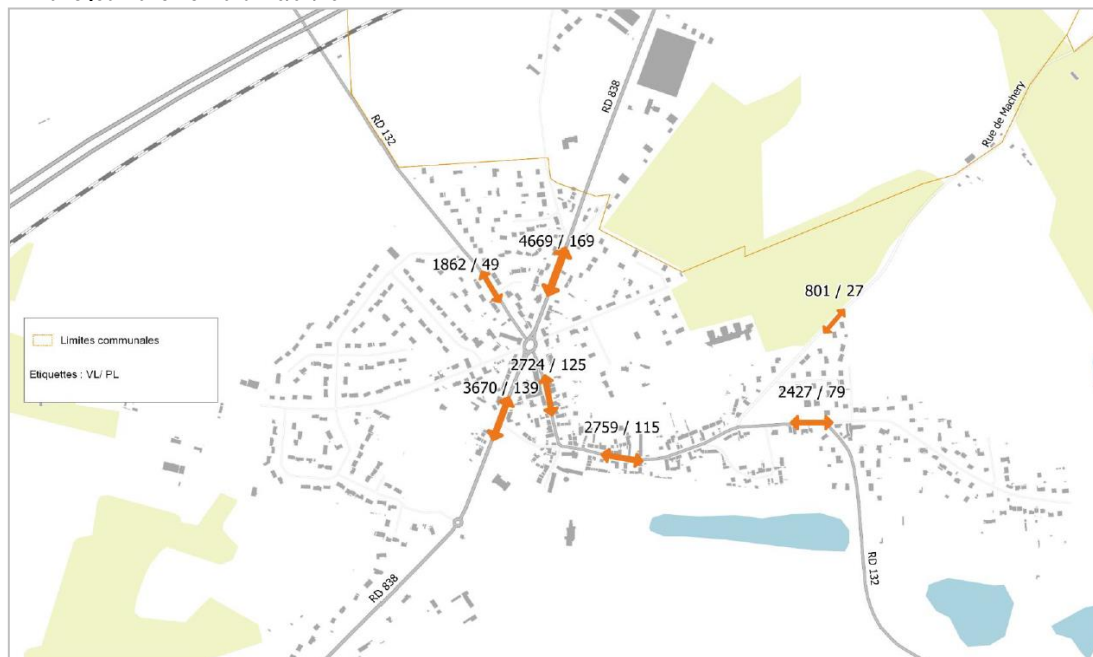 RD 838
Rue de Machery
RD 132
4669 / 169
1862 / 49
801 / 27
Limites communales
Etiquettes : VL/ PL
2724 / 125
3670 / 139
2427 / 79
2759 / 115
RD 132
RD 838